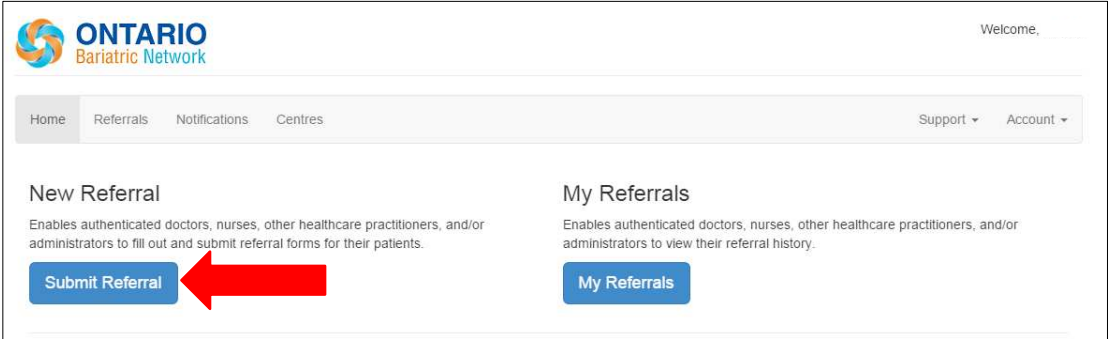 ONTARIO
Bariatric Network
Welcome,
Home Referrals Notifications Centres Support Account
New Referral
Enables authenticated doctors, nurses, other healthcare practitioners, and/or
administrators to fill out and submit referral forms for their patients.
Submit Referral
My Referrals
Enables authenticated doctors, nurses, other healthcare practitioners, and/or
administrators to view their referral history.
My Referrals